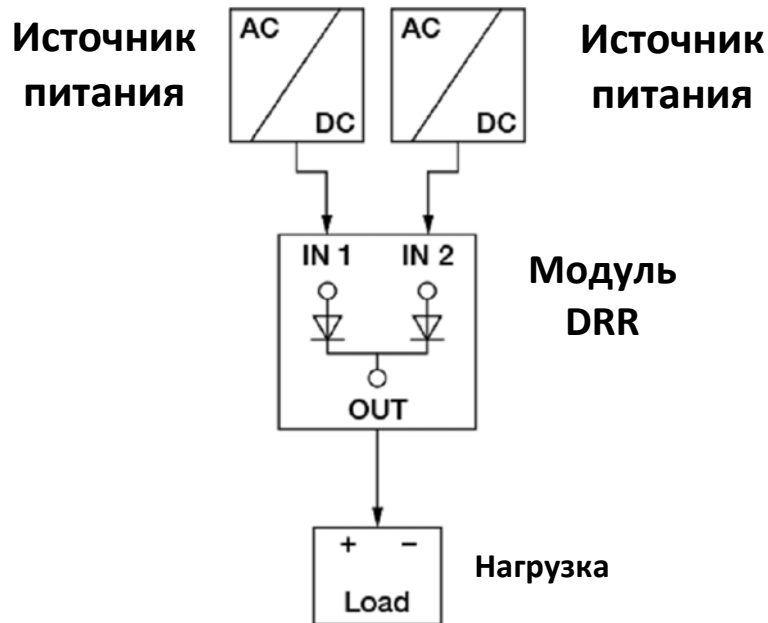 Источник
питания
AC
DC
AC
DC
Источник
питания
IN 1
IN 2
OUT
Модуль
DRR
+ −
Load
Нагрузка